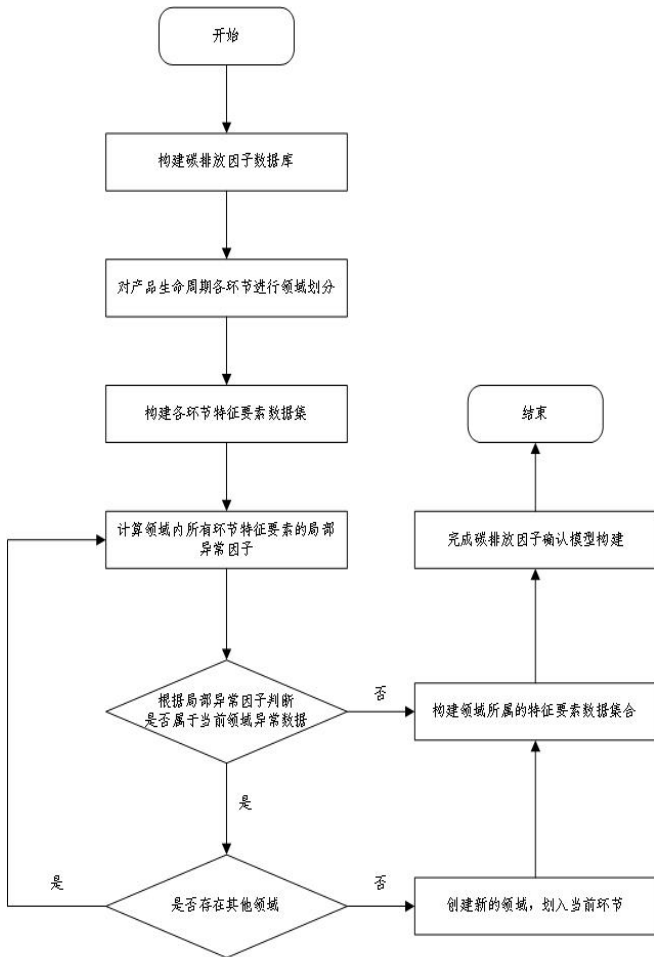 开始
构建碳排放因子数据库
对产品生命周期各环节进行领域划分
构建各环节特征要素数据集
计算领域内所有环节特征要素的局部
异常因子
根据局部异常因子判断
是否属于当前领域异常数据
否
是
是否存在其他领域
是
否
创建新的领域，划入当前环节
构建领域所属的特征要素数据集合
完成碳排放因子确认模型构建
结束